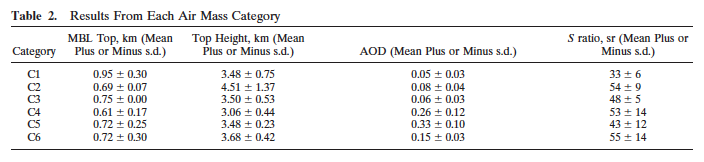 Table 2. Results From Each Air Mass Category
MBL Top, km (Mean Top Height, km (Mean S ratio, sr (Mean Plus or
Category Plus or Minus s.d.) Plus or Minus s.d.) AOD (Mean Plus or Minus s.d.) Minus s.d.)
C1 0.95 ± 0.30 3.48 ± 0.75 0.05 ± 0.03 33 ± 6
C2 0.69 ± 0.07 4.51 ± 1.37 0.08 ± 0.04 54 ± 9
C3 0.75 ± 0.00 3.50 ± 0.53 0.06 ± 0.03 48 ± 5
C4 0.61 ± 0.17 3.06 ± 0.44 0.26 ± 0.12 53 ± 14
C5 0.72 ± 0.25 3.48 ± 0.23 0.33 ± 0.10 43 ± 12
C6 0.72 ± 0.30 3.68 ± 0.42 0.15 ± 0.03 55 ± 14